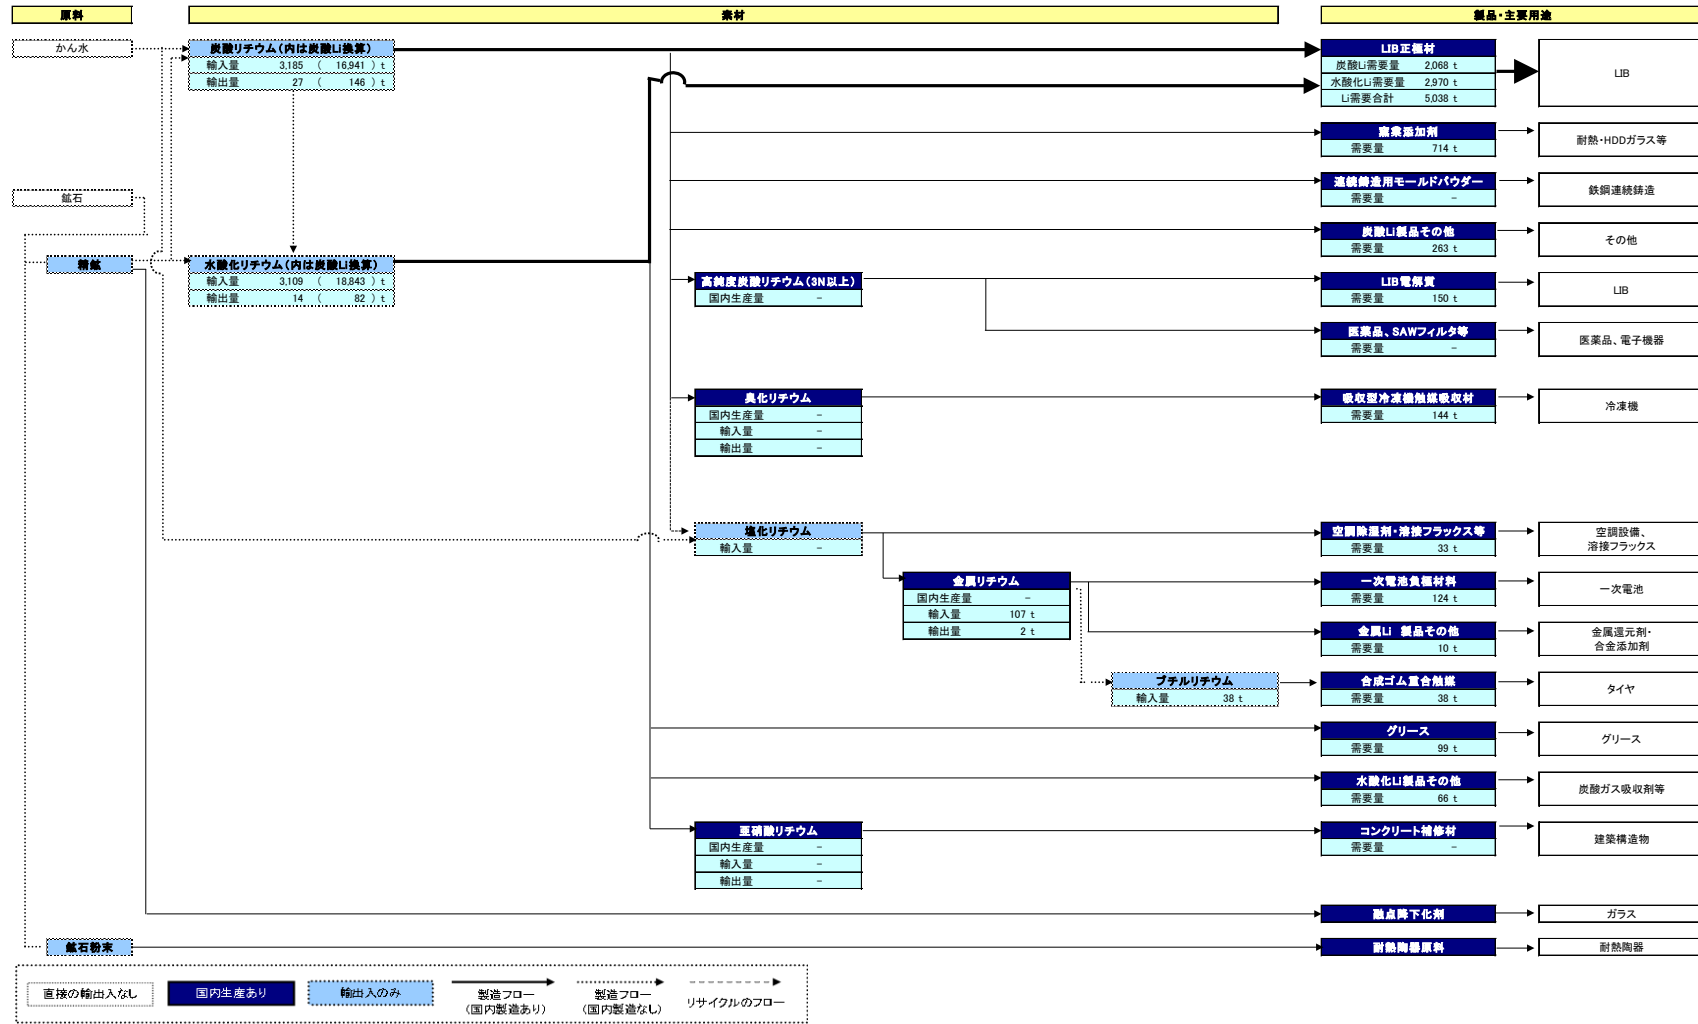 原料 素材 製品・主要用途
かん水
炭酸リチウム(内は炭酸Li換算)
輸入量 3,185 ( 16,941 ) t
輸出量 27 ( 146 ) t
LIB正極材
炭酸Li需要量 2,068 t
水酸化Li需要量 2,970 t
Li需要合計 5,038 t
LIB
窯業添加剤
需要量 714 t
耐熱・HDDガラス等
鉱石
連続鋳造用モールドパウダー
需要量 -
鉄鋼連続鋳造
炭酸Li製品その他
需要量 263 t
その他
精鉱
水酸化リチウム(内は炭酸Li換算)
輸入量 3,109 ( 18,843 ) t
輸出量 14 ( 82 ) t
高純度炭酸リチウム(3N以上)
国内生産量 -
LIB電解質
需要量 150 t
LIB
医薬品、SAWフィルタ等
需要量 -
医薬品、電子機器
臭化リチウム
国内生産量 -
輸入量 -
輸出量 -
吸収型冷凍機触媒吸収材
需要量 144 t
冷凍機
塩化リチウム
輸入量 -
空調除湿剤・溶接フラックス等
需要量 33 t
空調設備、
溶接フラックス
金属リチウム
国内生産量 -
輸入量 107 t
輸出量 2 t
一次電池負極材料
需要量 124 t
一次電池
金属Li 製品その他
需要量 10 t
金属還元剤・
合金添加剤
ブチルリチウム
輸入量 38 t
合成ゴム重合触媒
需要量 38 t
タイヤ
グリース
需要量 99 t
グリース
水酸化Li製品その他
需要量 66 t
炭酸ガス吸収剤等
亜硝酸リチウム
国内生産量 -
輸入量 -
輸出量 -
コンクリート補修材
需要量 -
建築構造物
融点降下化剤
ガラス
鉱石粉末
耐熱陶器原料
耐熱陶器
直接の輸出入なし
国内生産あり
輸出入のみ
製造フロー
(国内製造あり)
製造フロー
(国内製造なし)
リサイクルのフロー